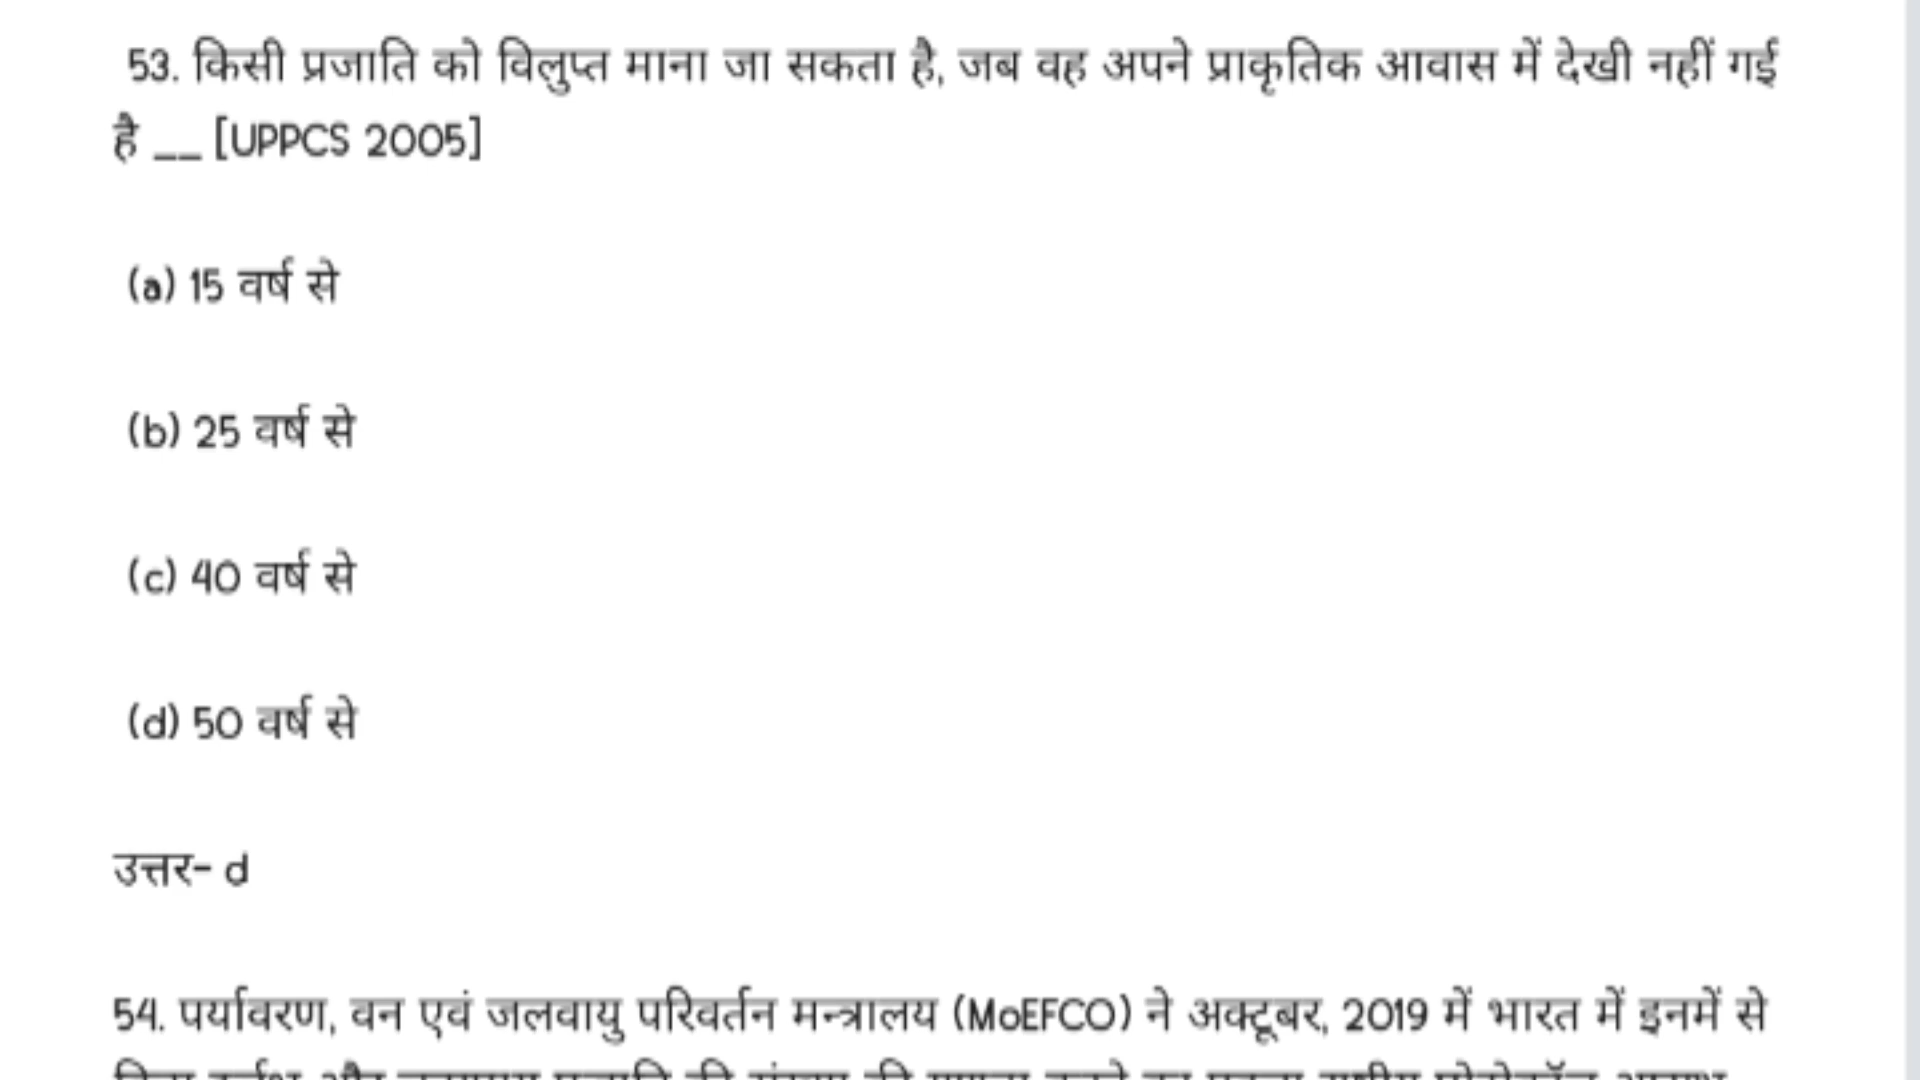 53. किसी प्रजाति को विलुप्त माना जा सकता है, जब वह अपने प्राकृतिक आवास में देखी नहीं गई
है __ [UPPCS 2005]
(a) 15 वर्ष से
(b) 25 वर्ष से
(c) 40 वर्ष से
(d) 50 वर्ष से
उत्तर- d
54. पर्यावरण, वन एवं जलवायु परिवर्तन मन्त्रालय (MoEFCO) ने अक्टूबर, 2019 में भारत में इनमें से